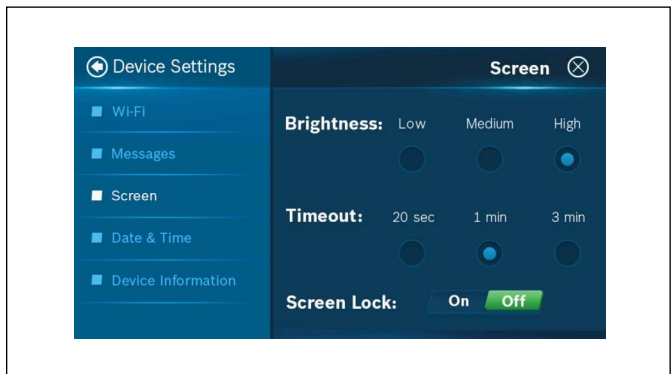 Device Settings
Wi-Fi
Messages
Screen
Date & Time
Device Information
Screen
Brightness: Low Medium High
Timeout: 20 sec 1 min 3 min
Screen Lock: On Off